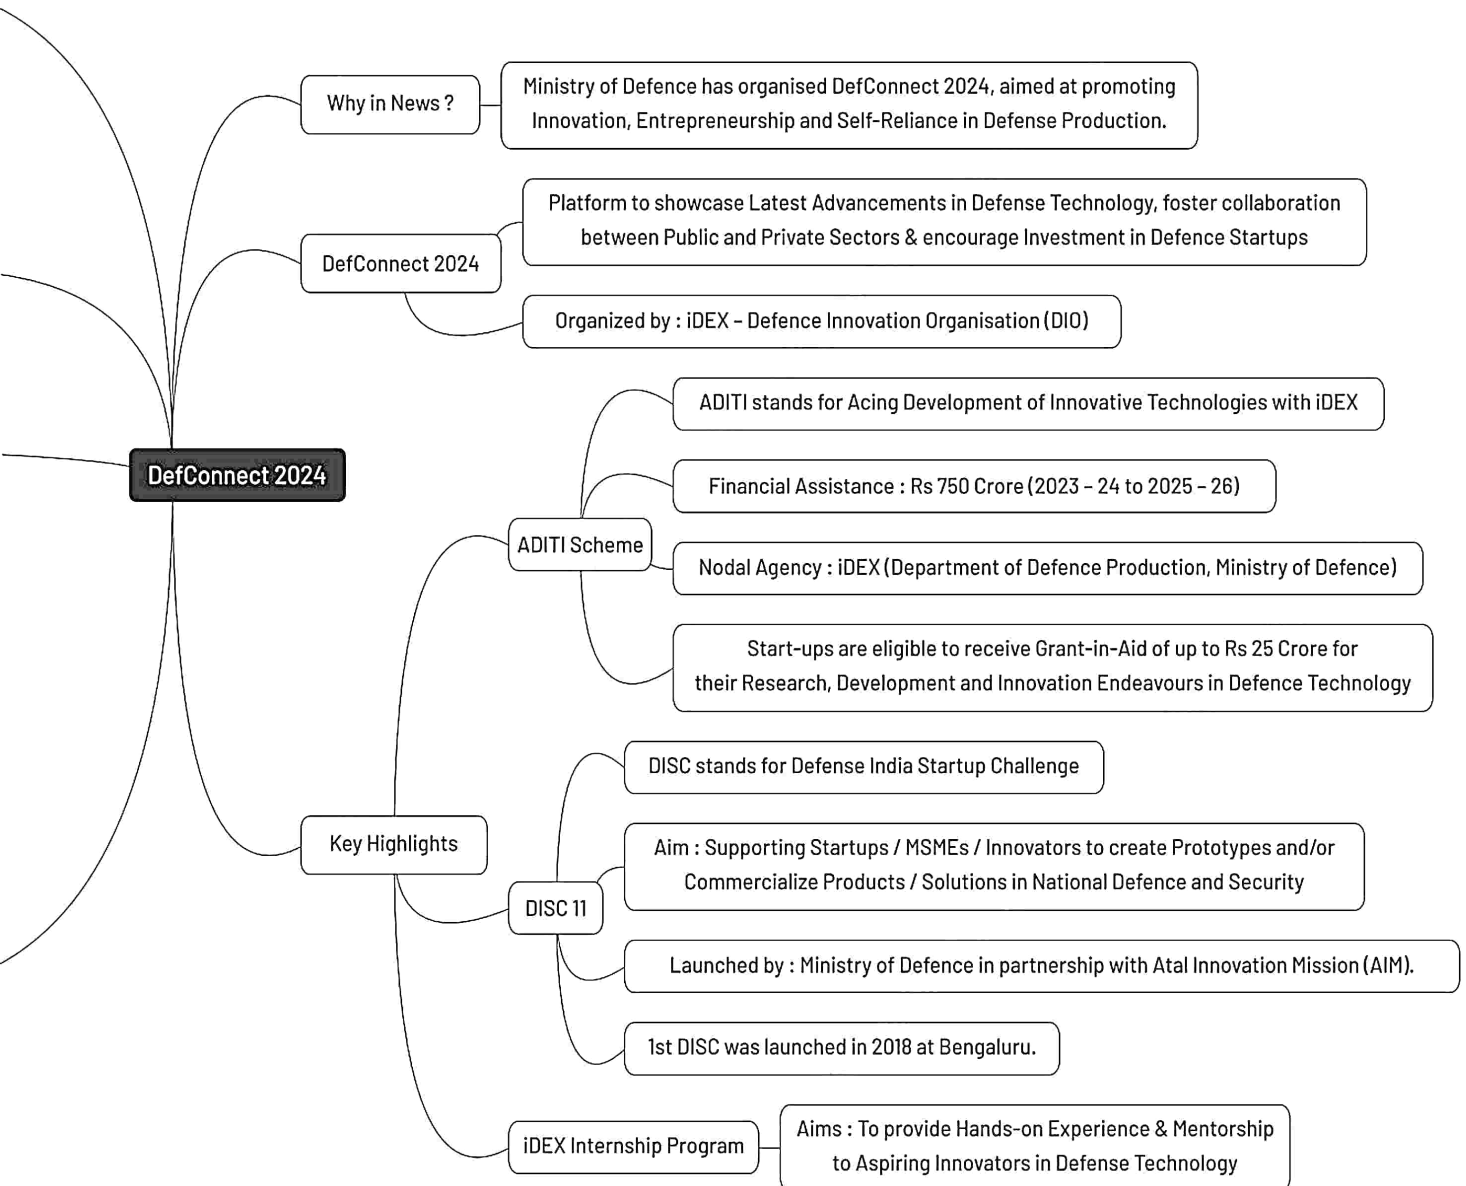 Why in News ?
Ministry of Defence has organised DefConnect 2024, aimed at promoting
Innovation, Entrepreneurship and Self-Reliance in Defense Production.
DefConnect 2024
Platform to showcase Latest Advancements in Defense Technology, foster collaboration
between Public and Private Sectors & encourage Investment in Defence Startups
Organized by : iDEX – Defence Innovation Organisation (DIO)
DefConnect 2024
Key Highlights
ADITI Scheme
ADITI stands for Acing Development of Innovative Technologies with iDEX
Financial Assistance : Rs 750 Crore (2023 – 24 to 2025 – 26)
Nodal Agency : iDEX (Department of Defence Production, Ministry of Defence)
Start-ups are eligible to receive Grant-in-Aid of up to Rs 25 Crore for
their Research, Development and Innovation Endeavours in Defence Technology
DISC 11
DISC stands for Defense India Startup Challenge
Aim : Supporting Startups / MSMEs / Innovators to create Prototypes and/or
Commercialize Products / Solutions in National Defence and Security
Launched by : Ministry of Defence in partnership with Atal Innovation Mission (AIM).
1st DISC was launched in 2018 at Bengaluru.
iDEX Internship Program
Aims : To provide Hands-on Experience & Mentorship
to Aspiring Innovators in Defense Technology